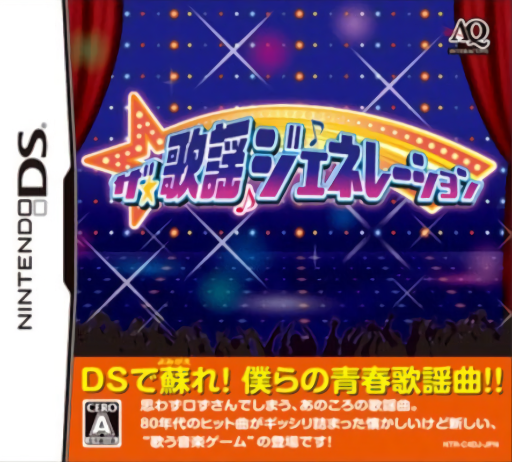 NINTENDO DS
AQ
ザ★歌謡ジェネレーション
よみがえ
DSで蘇れ! 僕らの青春歌謡曲!!
CERO
A
思わず口ずさんでしまう、あのころの歌謡曲。
80年代のヒット曲がギッシリ詰まった懐かしいけど新しい、
“歌う音楽ゲーム”の登場です!